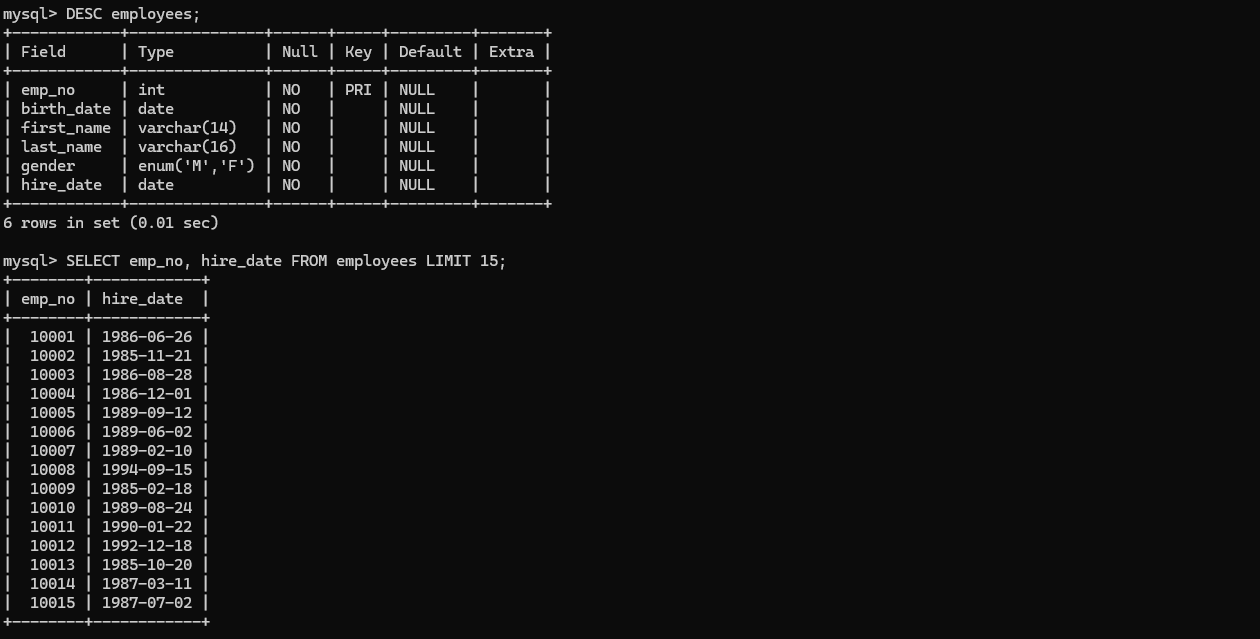 mysql> DESC employees;
+------------+---------------+------+-----+---------+-------+
| Field      | Type          | Null | Key | Default | Extra |
+------------+---------------+------+-----+---------+-------+
| emp_no     | int           | NO   | PRI | NULL    |       |
| birth_date | date          | NO   |     | NULL    |       |
| first_name | varchar(14)   | NO   |     | NULL    |       |
| last_name  | varchar(16)   | NO   |     | NULL    |       |
| gender     | enum('M','F') | NO   |     | NULL    |       |
| hire_date  | date          | NO   |     | NULL    |       |
+------------+---------------+------+-----+---------+-------+
6 rows in set (0.01 sec)

mysql> SELECT emp_no, hire_date FROM employees LIMIT 15;
+--------+------------+
| emp_no | hire_date  |
+--------+------------+
|  10001 | 1986-06-26 |
|  10002 | 1985-11-21 |
|  10003 | 1986-08-28 |
|  10004 | 1986-12-01 |
|  10005 | 1989-09-12 |
|  10006 | 1989-06-02 |
|  10007 | 1989-02-10 |
|  10008 | 1994-09-15 |
|  10009 | 1985-02-18 |
|  10010 | 1989-08-24 |
|  10011 | 1990-01-22 |
|  10012 | 1992-12-18 |
|  10013 | 1985-10-20 |
|  10014 | 1987-03-11 |
|  10015 | 1987-07-02 |
+--------+------------+